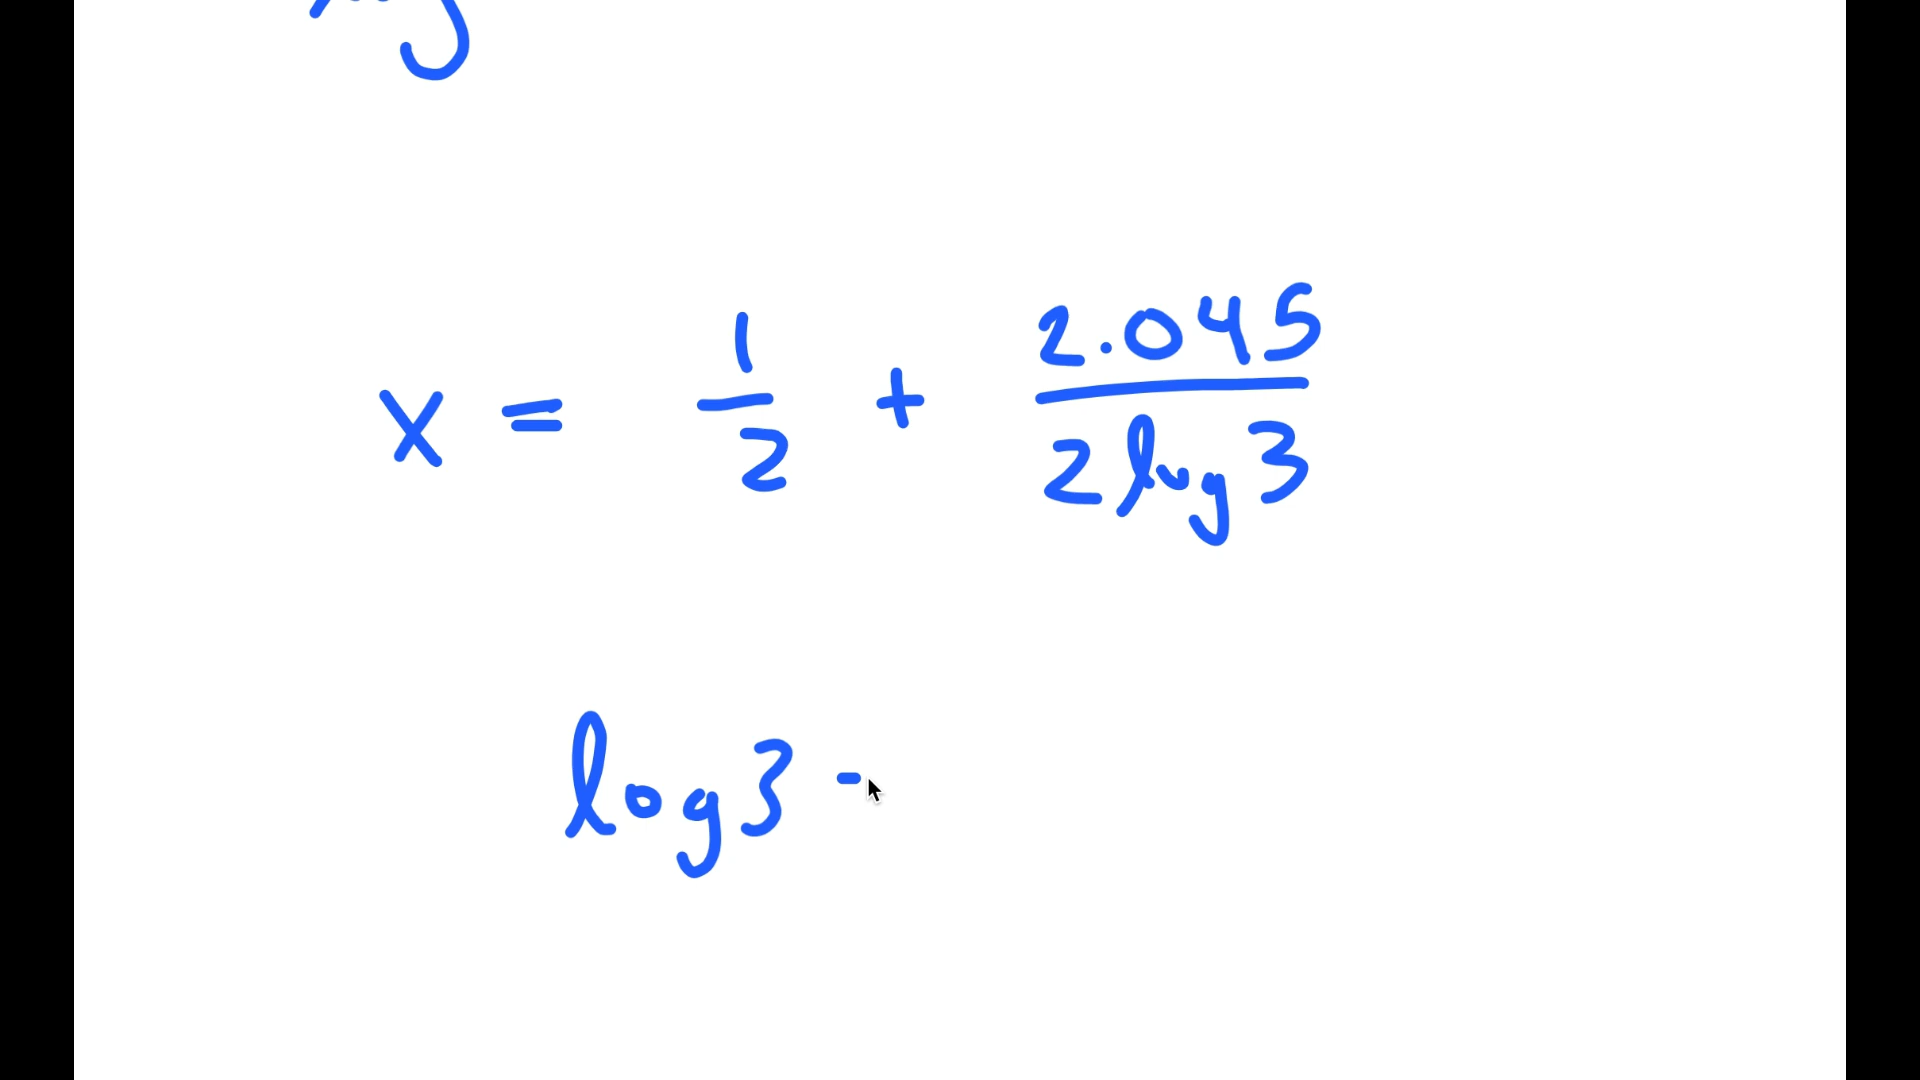 x = 1/2 + 2.045/2log3
log3 -